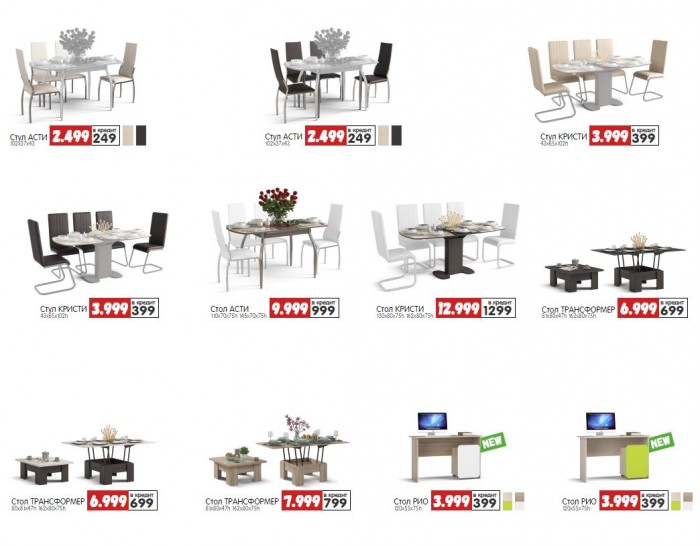 Стул АСТИ 2.499 в кредит 249
102х37х43
Стул АСТИ 2.499 в кредит 249
102х37х43
Стул КРИСТИ 3.999 в кредит 399
43х65х102h
Стул КРИСТИ 3.999 в кредит 399
43х65х102h
Стол АСТИ 9.999 в кредит 999
110х70х75h 145х70х75h
Стол КРИСТИ 12.999 в кредит 1299
130х80х75h 162х80х75h
Стол ТРАНСФОРМЕР 6.999 в кредит 699
81х80х47h 162х80х75h
Стол ТРАНСФОРМЕР 6.999 в кредит 699
80х81х47h 162х80х75h
Стол ТРАНСФОРМЕР 7.999 в кредит 799
81х80х47h 162х80х75h
NEW
Стол РИО 3.999 в кредит 399
120х55х75h
NEW
Стол РИО 3.999 в кредит 399
120х55х75h